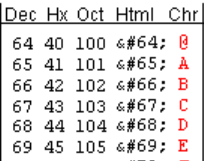 Dec Hx Oct Html Chr
64 40 100 &#64; @
65 41 101 &#65; A
66 42 102 &#66; B
67 43 103 &#67; C
68 44 104 &#68; D
69 45 105 &#69; E